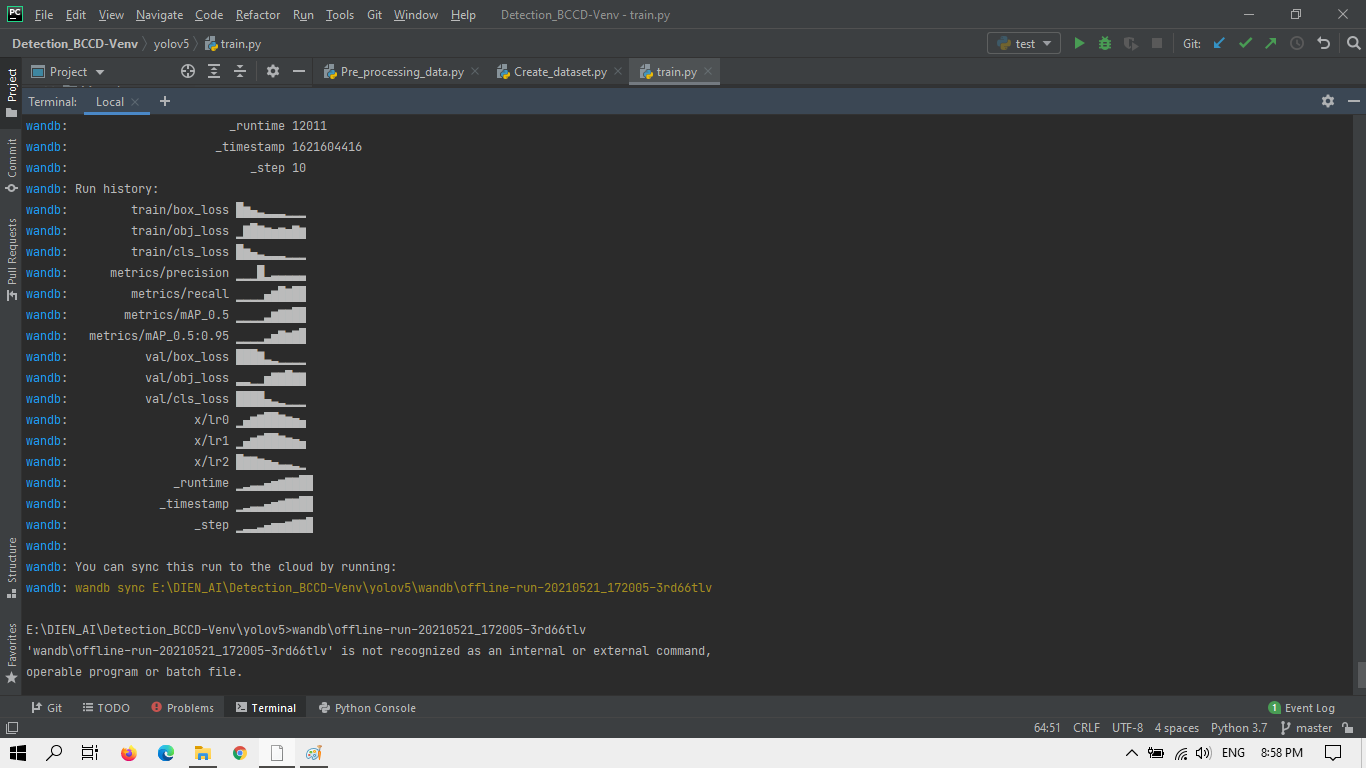 PC File Edit View Navigate Code Refactor Run Tools Git Window Help Detection_BCCD-Venv - train.py
Detection_BCCD-Venv yolov5 train.py test Git:
Project Pre_processing_data.py Create_dataset.py train.py
Terminal: Local
Project
Commit
Pull Requests
Structure
Favorites
wandb: _runtime 12011
wandb: _timestamp 1621604416
wandb: _step 10
wandb: Run history:
wandb: train/box_loss
wandb: train/obj_loss
wandb: train/cls_loss
wandb: metrics/precision
wandb: metrics/recall
wandb: metrics/mAP_0.5
wandb: metrics/mAP_0.5:0.95
wandb: val/box_loss
wandb: val/obj_loss
wandb: val/cls_loss
wandb: x/lr0
wandb: x/lr1
wandb: x/lr2
wandb: _runtime
wandb: _timestamp
wandb: _step
wandb:
wandb: You can sync this run to the cloud by running:
wandb: wandb sync E:\DIEN_AI\Detection_BCCD-Venv\yolov5\wandb\offline-run-20210521_172005-3rd66tlv
E:\DIEN_AI\Detection_BCCD-Venv\yolov5>wandb\offline-run-20210521_172005-3rd66tlv
'wandb\offline-run-20210521_172005-3rd66tlv' is not recognized as an internal or external command,
operable program or batch file.
Git TODO Problems Terminal Python Console 1 Event Log
64:51 CRLF UTF-8 4 spaces Python 3.7 master
ENG 8:58 PM